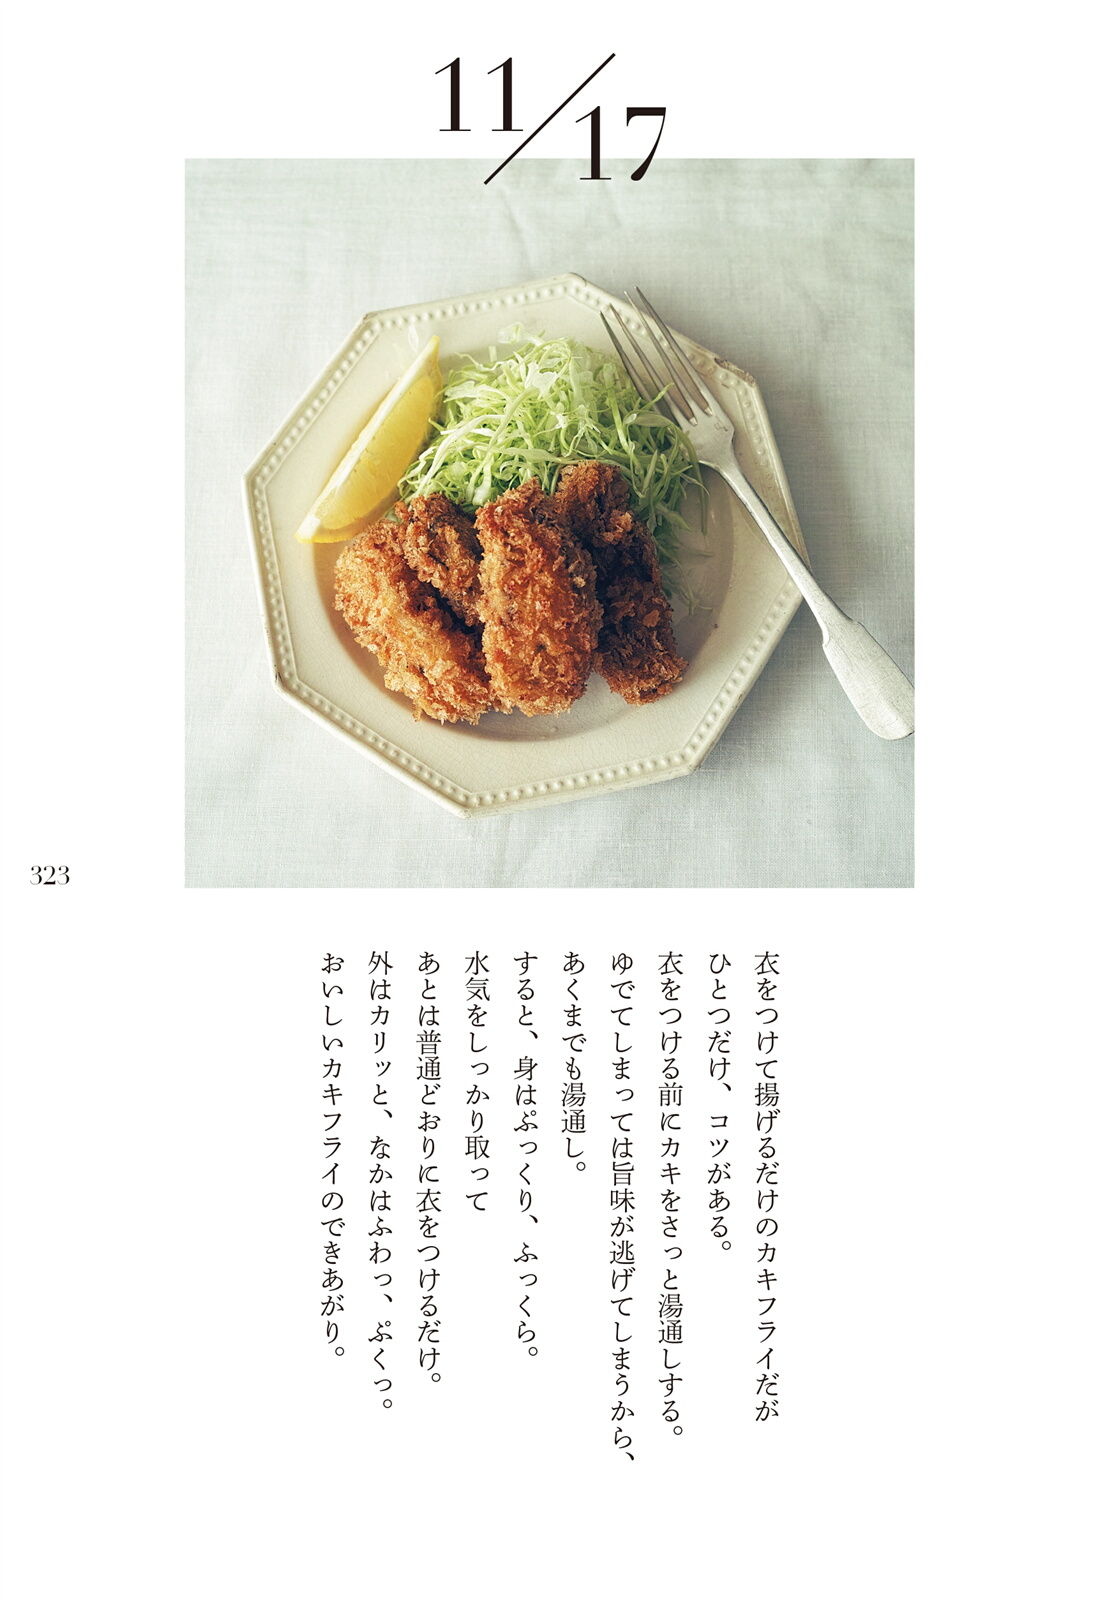 11/17
衣をつけて揚げるだけのカキフライだが
ひとつだけ、コツがある。
衣をつける前にカキをさっと湯通しする。
ゆでてしまっては旨味が逃げてしまうから、
あくまでも湯通し。
すると、身はぷっくり、ふっくら。
水気をしっかり取って
あとは普通どおりに衣をつけるだけ。
外はカリッと、なかはふわっ、ぷくっ。
おいしいカキフライのできあがり。
323